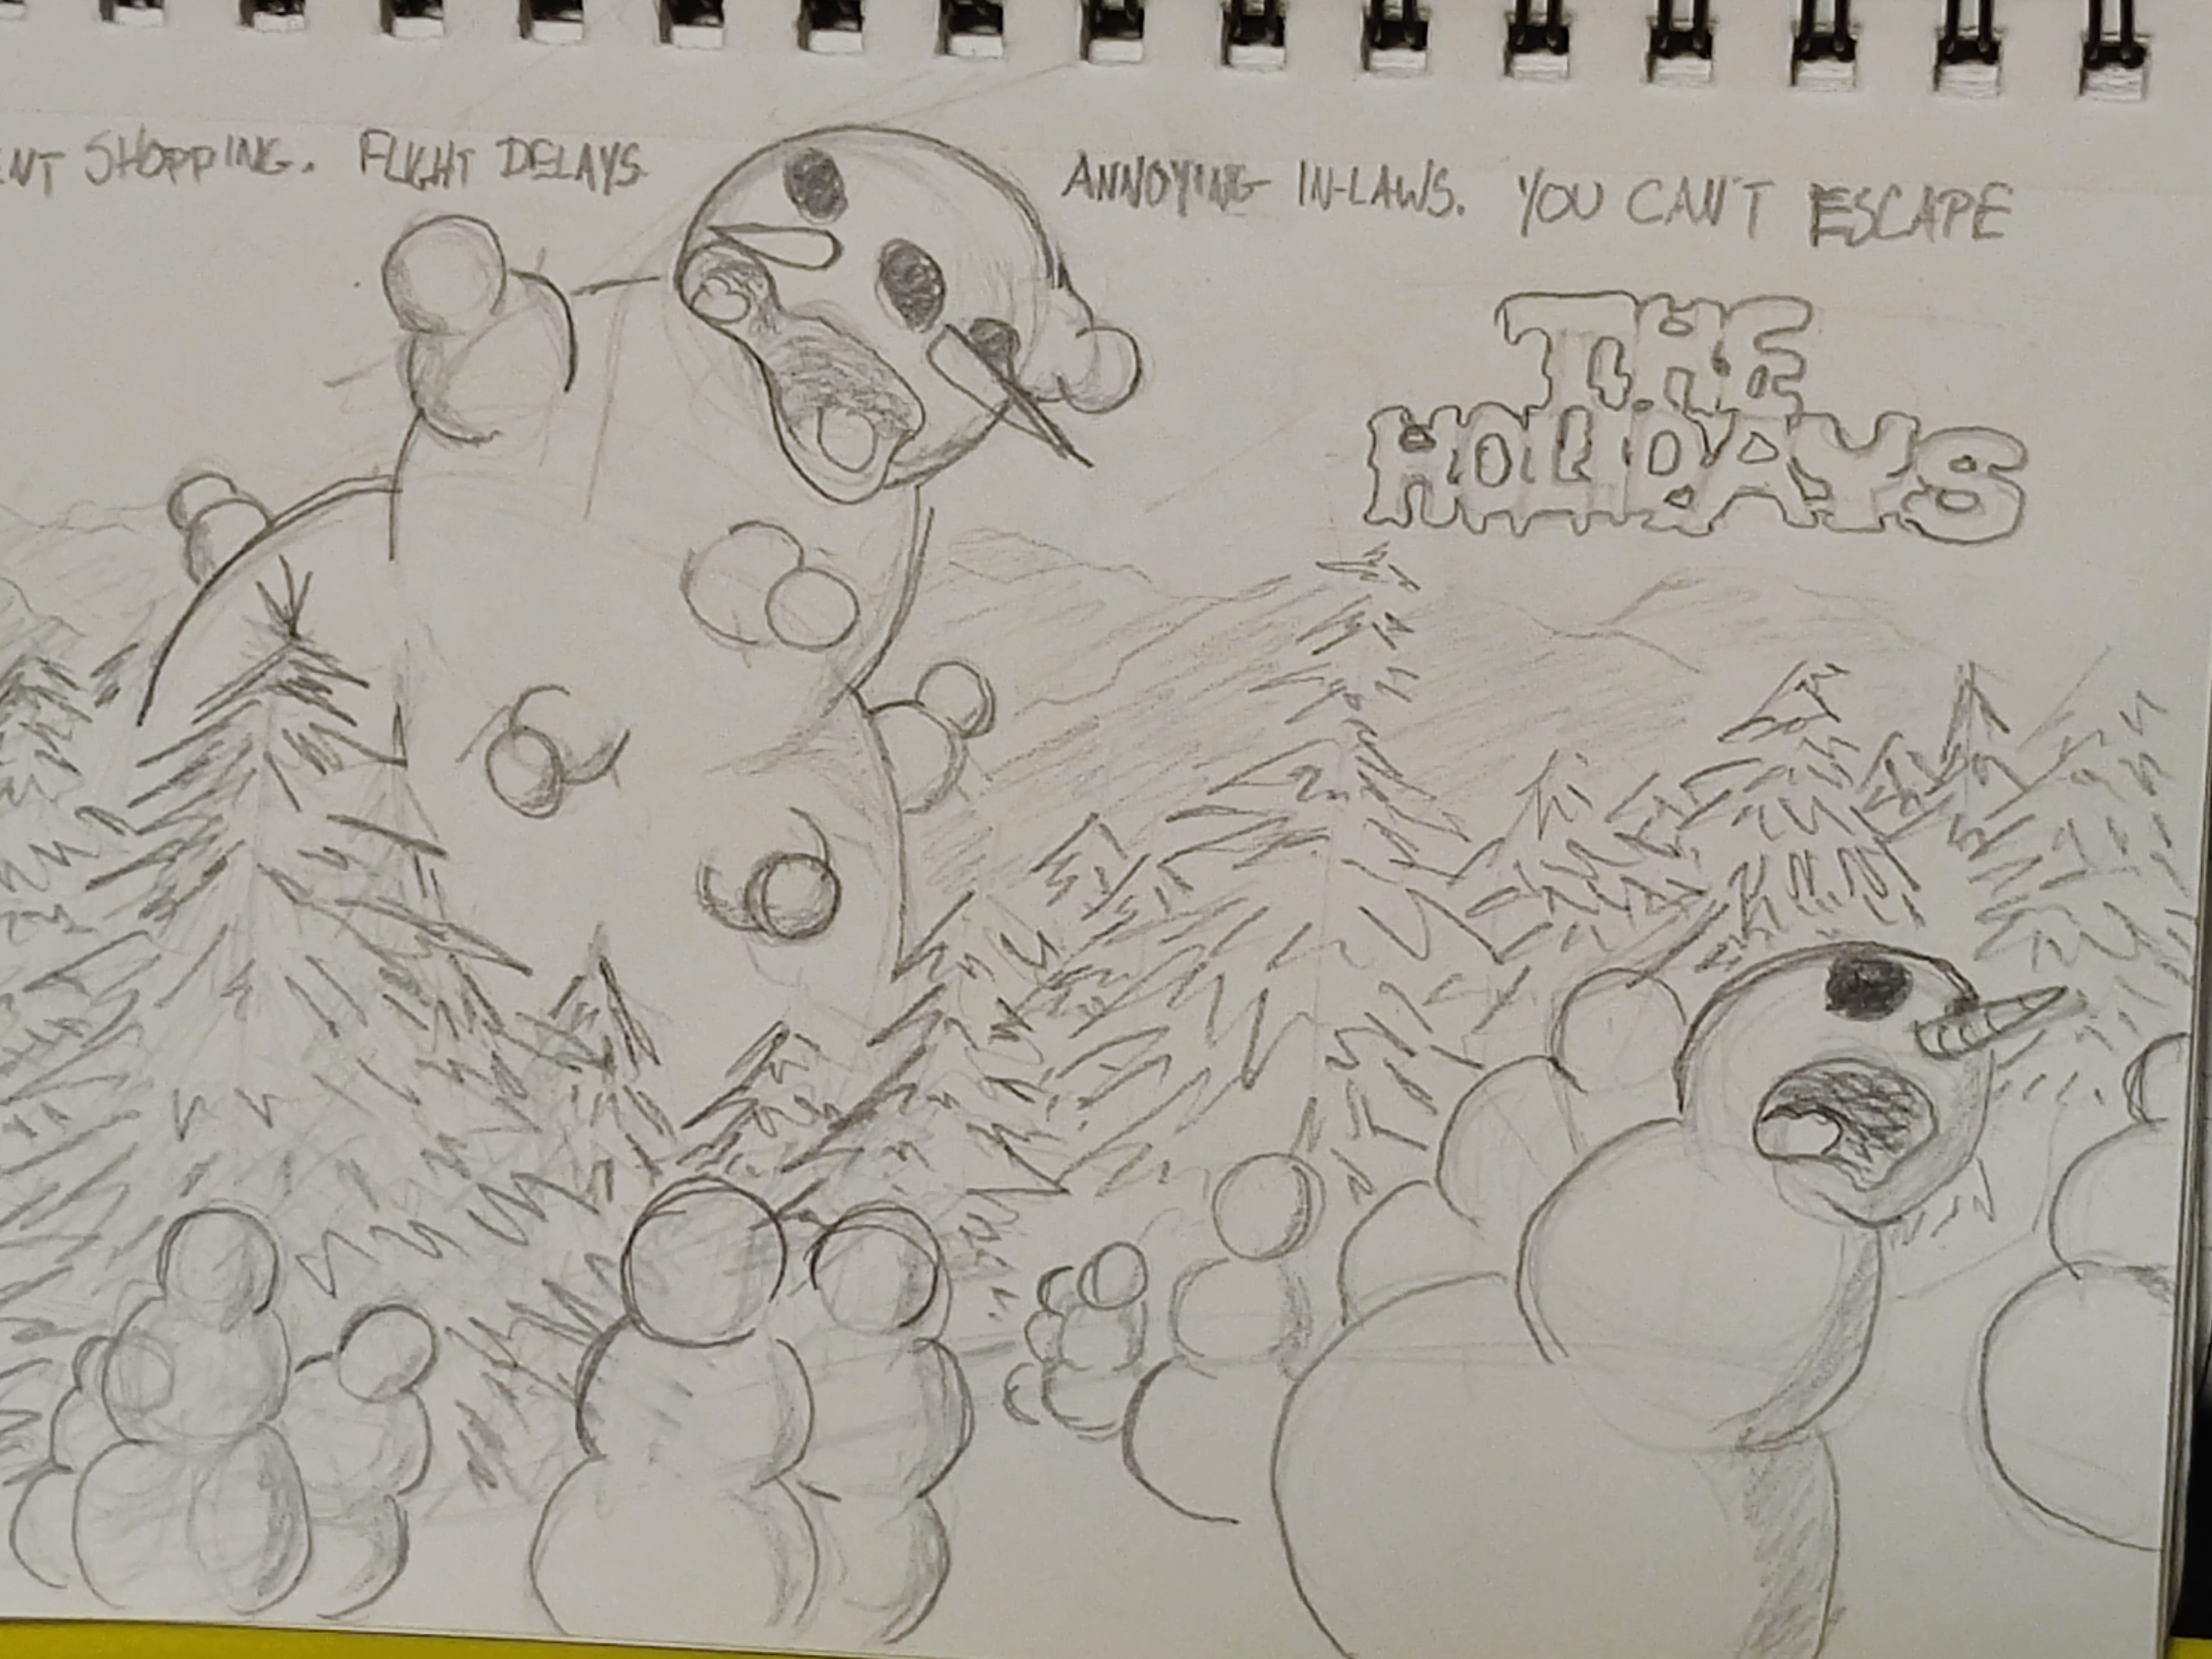 SHOPPING. FLIGHT DELAYS. ANNOYING IN-LAWS. YOU CAN'T ESCAPE
THE
HOLIDAYS